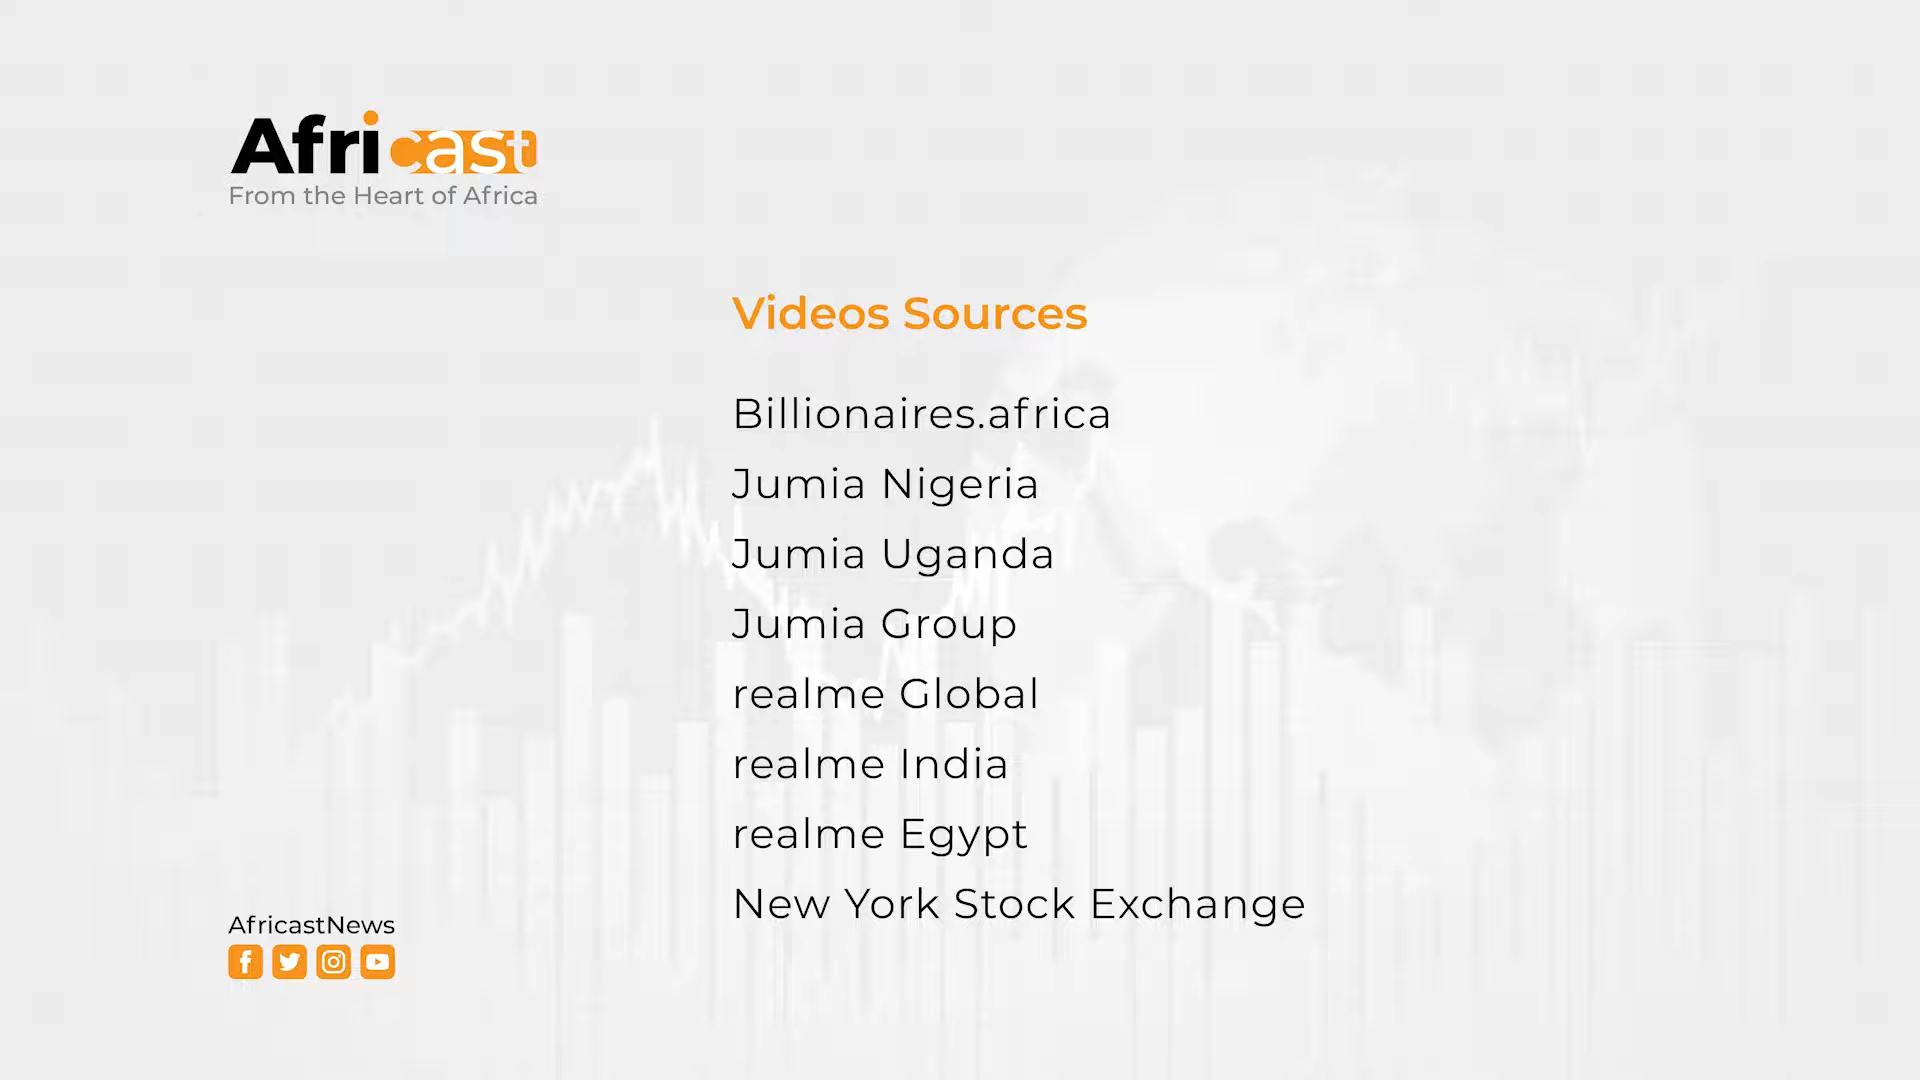 Africast
From the Heart of Africa
Videos Sources
Billionaires.africa
Jumia Nigeria
Jumia Uganda
Jumia Group
realme Global
realme India
realme Egypt
New York Stock Exchange
AfricastNews